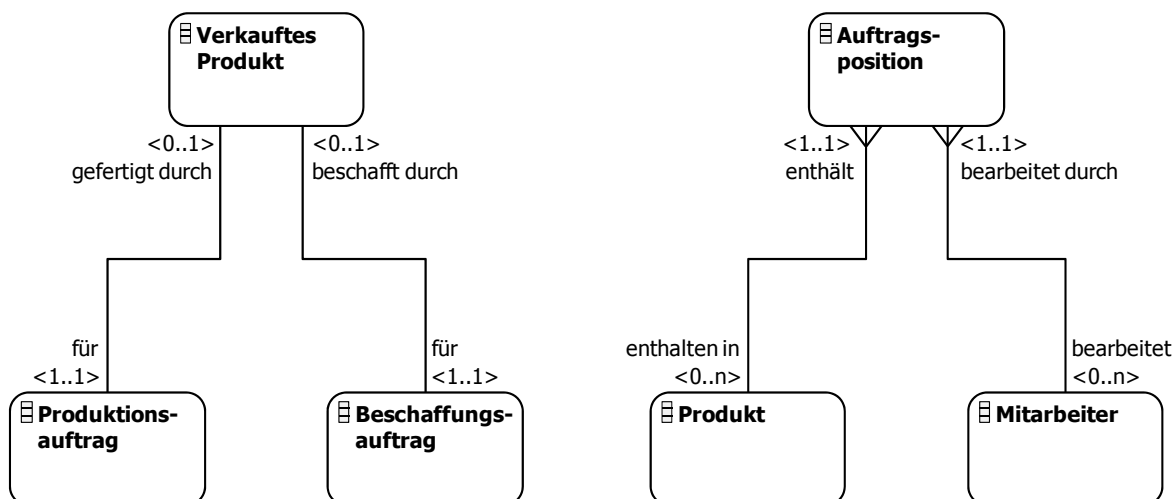 Verkauftes
Produkt
<0..1>
gefertigt durch
<0..1>
beschafft durch
für
<1..1>
für
<1..1>
Produktions-
auftrag
Beschaffungs-
auftrag
Auftrags-
position
<1..1>
enthält
<1..1>
bearbeitet durch
enthalten in
<0..n>
bearbeitet
<0..n>
Produkt
Mitarbeiter